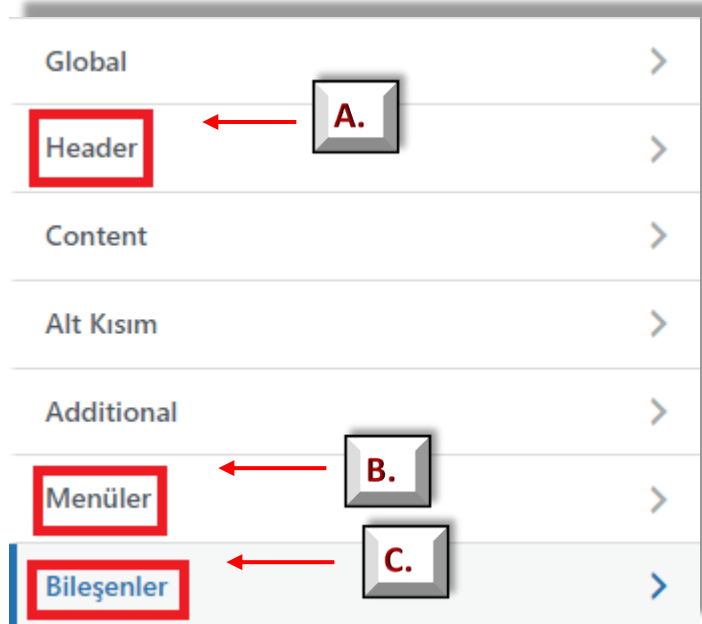 Global
A.
Header
Content
Alt Kısım
Additional
B.
Menüler
C.
Bileşenler